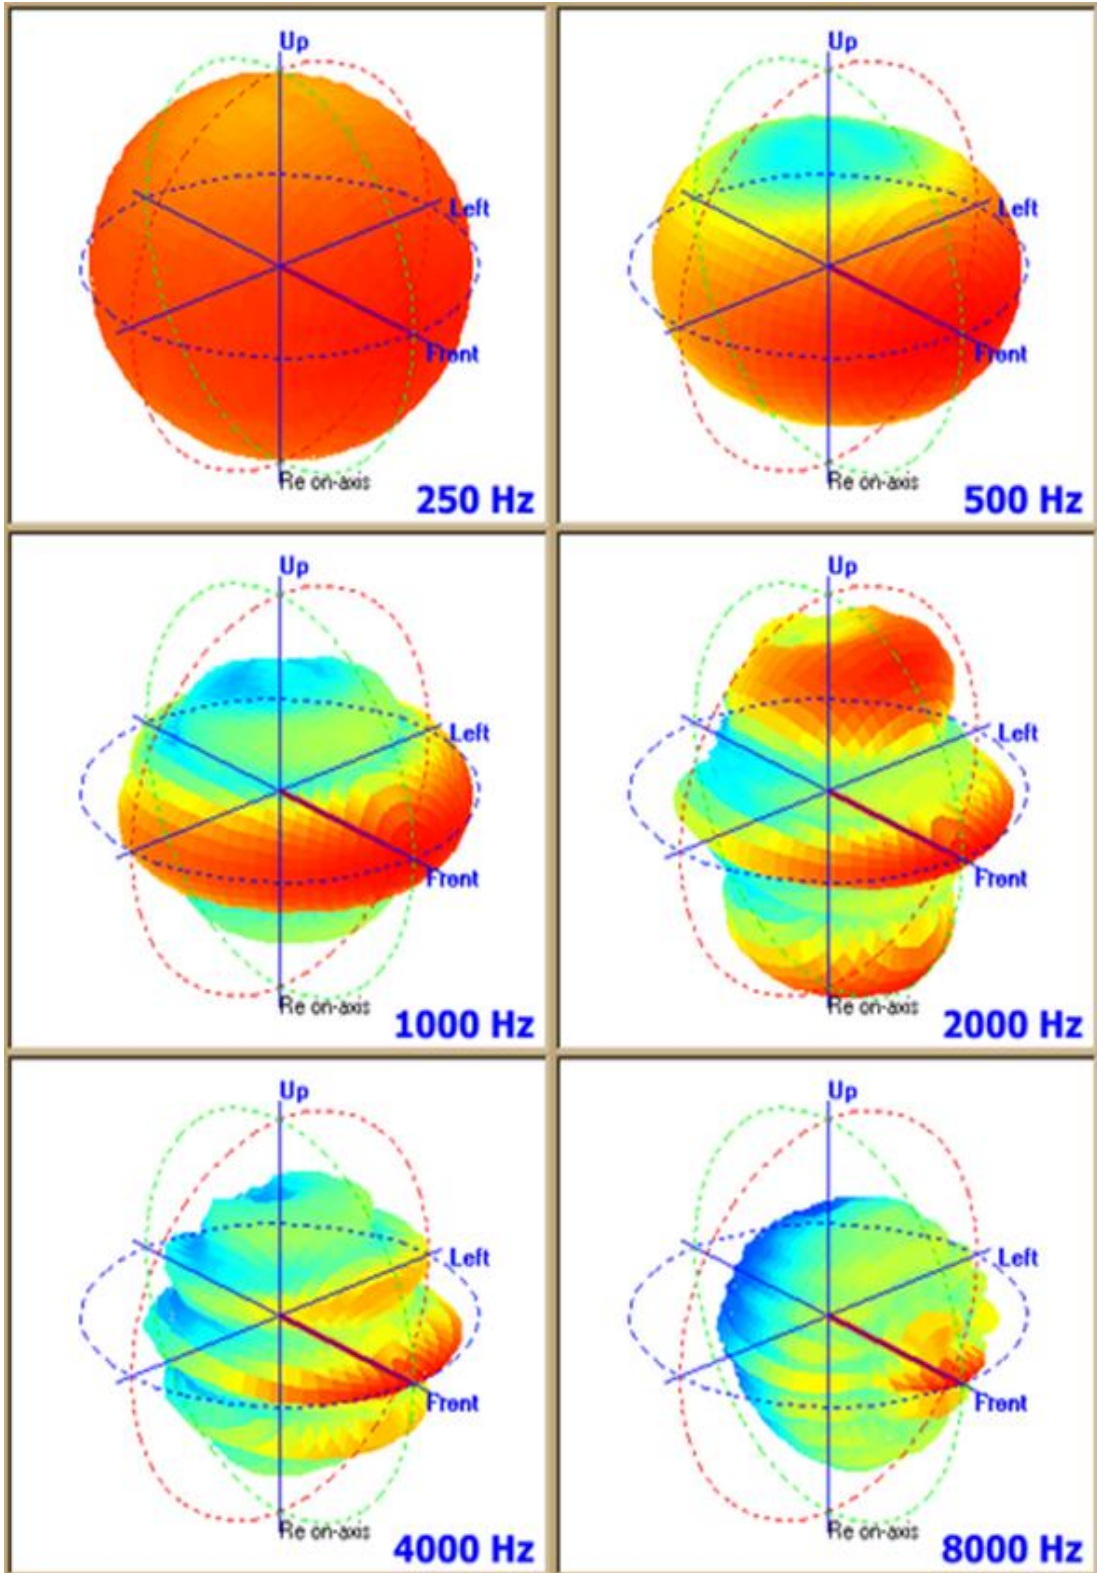 Up
Left
Front
Re on-axis
250 Hz
Up
Left
Front
Re on-axis
500 Hz
Up
Left
Front
Re on-axis
1000 Hz
Up
Left
Front
Re on-axis
2000 Hz
Up
Left
Front
Re on-axis
4000 Hz
Up
Left
Front
Re on-axis
8000 Hz